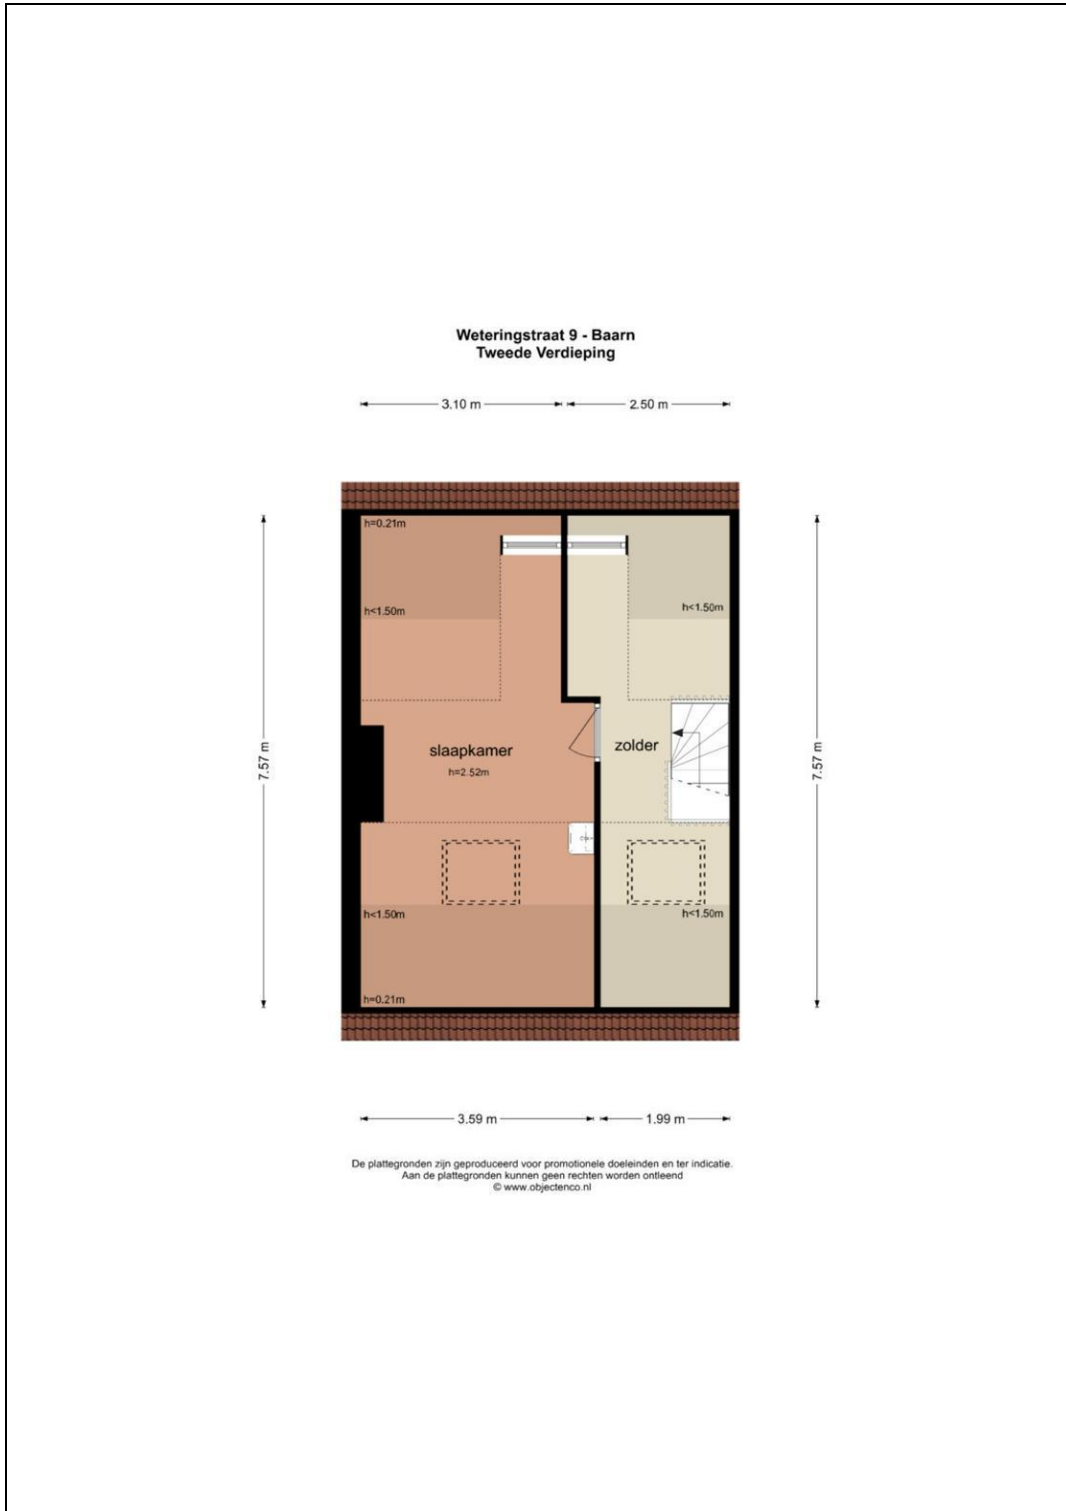 Weteringstraat 9 - Baarn
Tweede Verdieping
3.10 m
2.50 m
h=0.21m
h<1.50m
h<1.50m
7.57 m
slaapkamer
h=2.52m
zolder
7.57 m
h<1.50m
h<1.50m
h=0.21m
3.59 m
1.99 m
De plattegronden zijn geproduceerd voor promotionele doeleinden en ter indicatie.
Aan de plattegronden kunnen geen rechten worden ontleend
© www.objectenco.nl